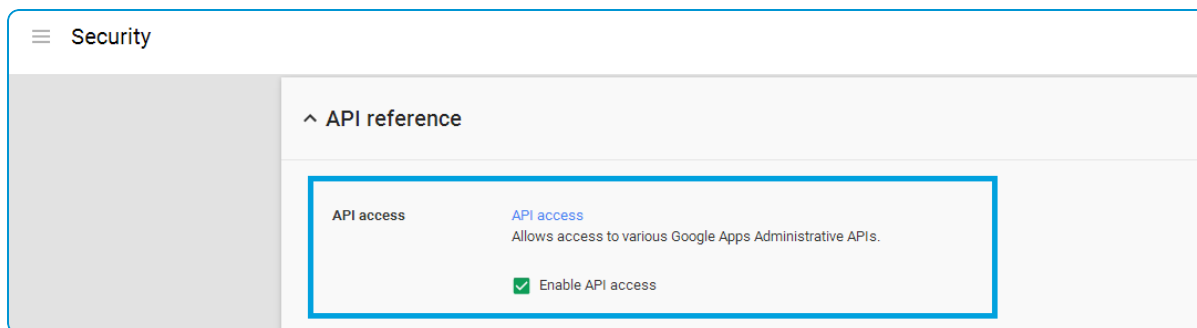 Security
API reference
API access
API access
Allows access to various Google Apps Administrative APIs.
Enable API access